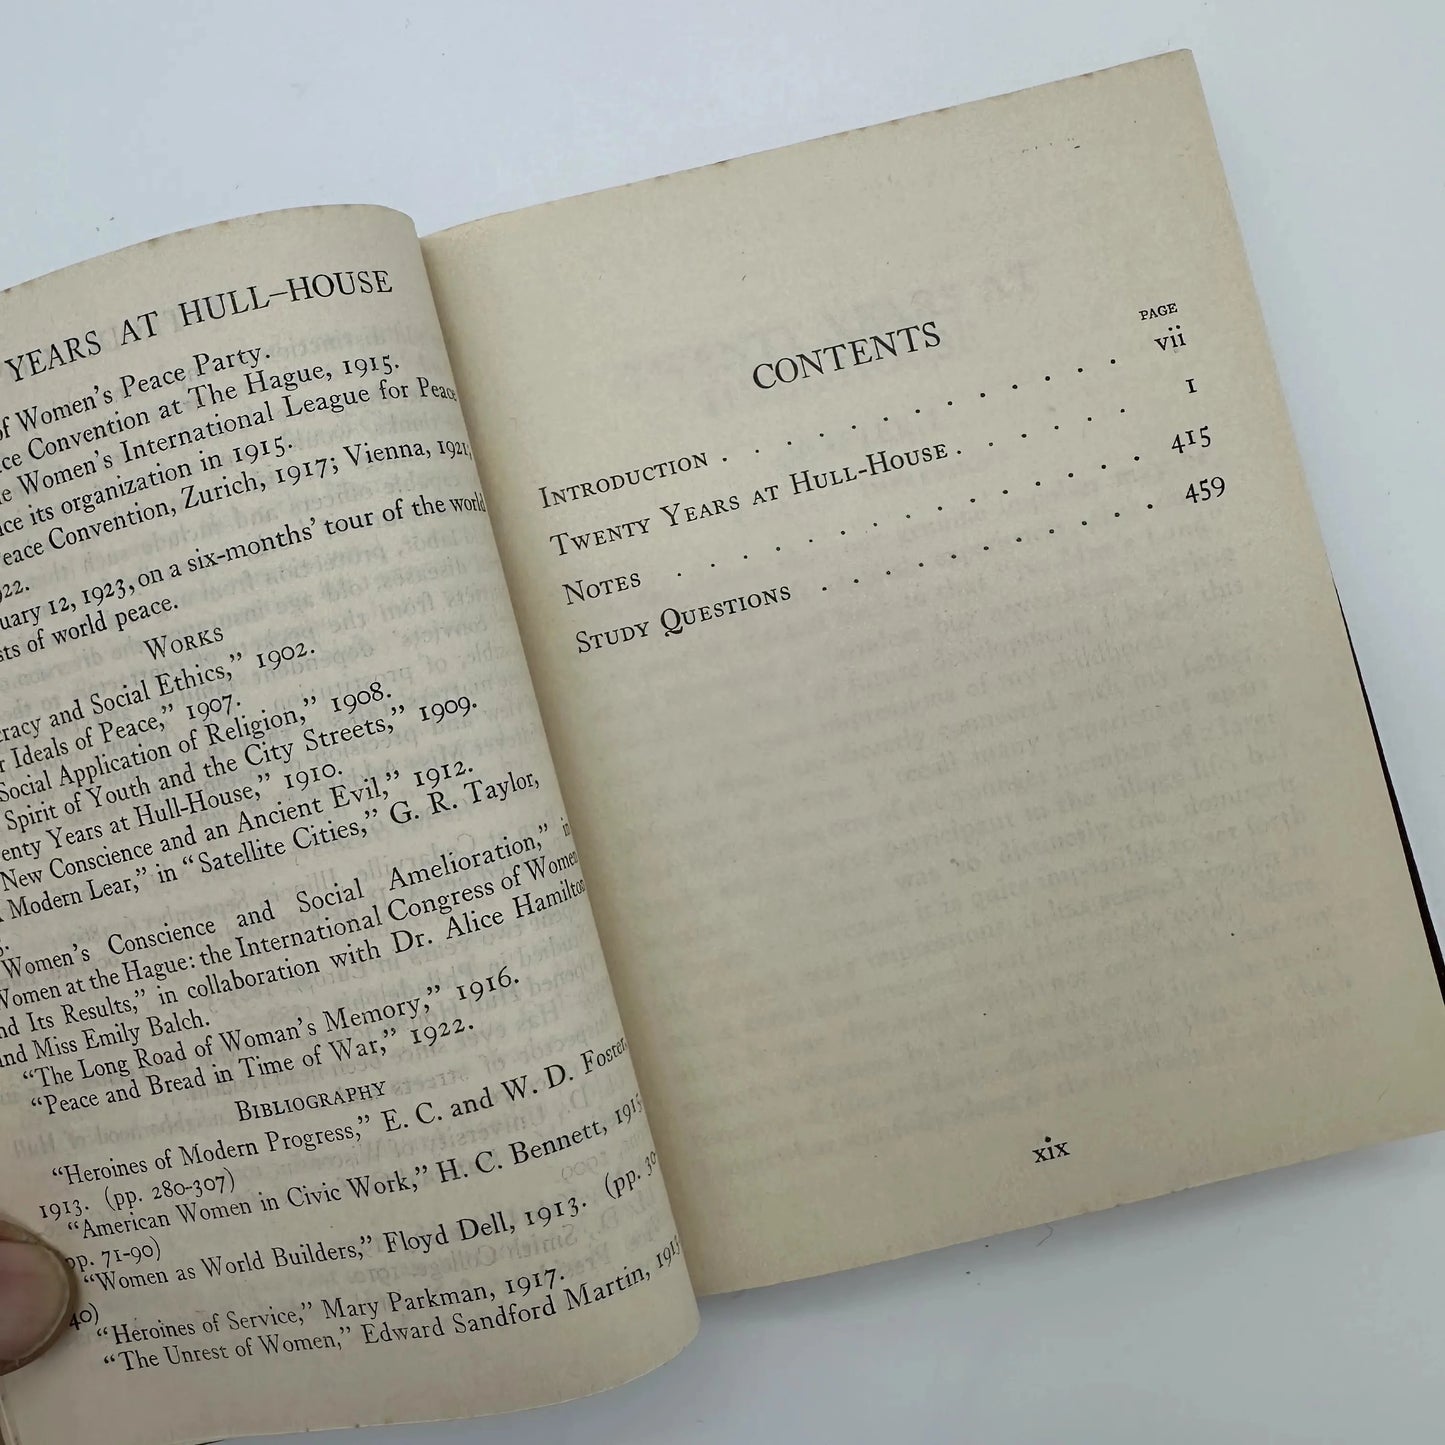 YEARS AT HULL–HOUSE
of Women's Peace Party.
Convention at The Hague, 1915.
Women's International League for Peace
its organization in 1915.
Peace Convention, Zurich, 1917; Vienna, 1921;
12, 1923, on a six-months' tour of the world
of world peace.
WORKS
and Social Ethics," 1902.
Ideals of Peace," 1907.
Social Application of Religion," 1908.
Spirit of Youth and the City Streets," 1909.
Years at Hull-House," 1910.
New Conscience and an Ancient Evil," 1912.
Modern Lear," in "Satellite Cities," G. R. Taylor,
Women's Conscience and Social Amelioration," in
Women at the Hague: the International Congress of Women
and Its Results," in collaboration with Dr. Alice Hamilton
and Miss Emily Balch.
"The Long Road of Woman's Memory," 1916.
"Peace and Bread in Time of War," 1922.
BIBLIOGRAPHY
"Heroines of Modern Progress," E. C. and W. D. Foster,
1913. (pp. 280-307)
"American Women in Civic Work," H. C. Bennett, 1915
pp. 71-90)
"Women as World Builders," Floyd Dell, 1913. (pp. 30
40)
"Heroines of Service," Mary Parkman, 1917.
"The Unrest of Women," Edward Sandford Martin, 1913
CONTENTS
PAGE
INTRODUCTION . . . . . . . . . . . . . vii
TWENTY YEARS AT HULL-HOUSE . . . . . . . 1
NOTES . . . . . . . . . . . . . . 415
STUDY QUESTIONS . . . . . . . . . . . 459
xix